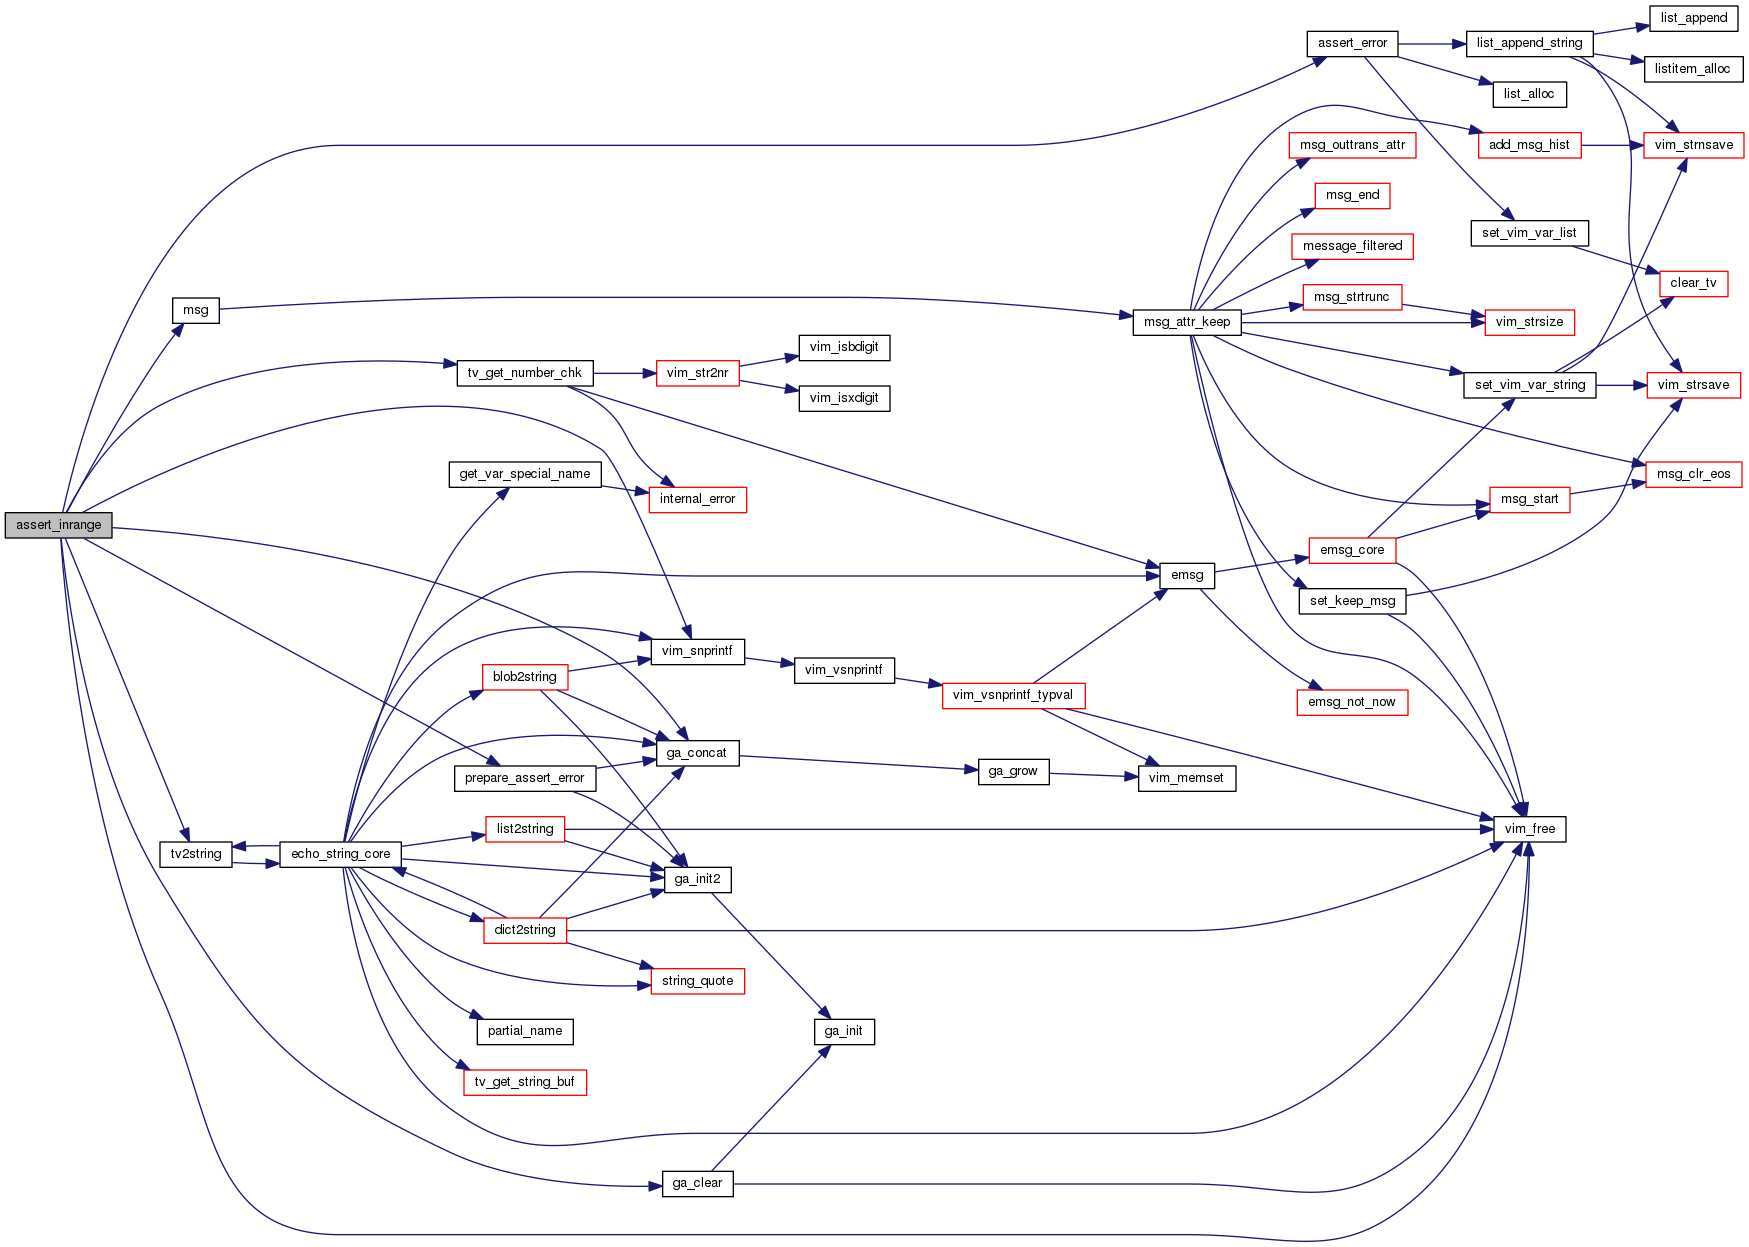 list_append
assert_error
list_append_string
listitem_alloc
list_alloc
msg_outtrans_attr
add_msg_hist
vim_strnsave
msg_end
set_vim_var_list
message_filtered
clear_tv
msg_strtrunc
msg
msg_attr_keep
vim_strsize
vim_isbdigit
tv_get_number_chk
vim_str2nr
set_vim_var_string
vim_strsave
vim_isxdigit
get_var_special_name
msg_clr_eos
internal_error
msg_start
assert_inrange
emsg_core
emsg
set_keep_msg
vim_snprintf
vim_vsnprintf
blob2string
vim_vsnprintf_typval
emsg_not_now
ga_concat
ga_grow
prepare_assert_error
vim_memset
list2string
vim_free
tv2string
echo_string_core
ga_init2
dict2string
string_quote
partial_name
ga_init
tv_get_string_buf
ga_clear